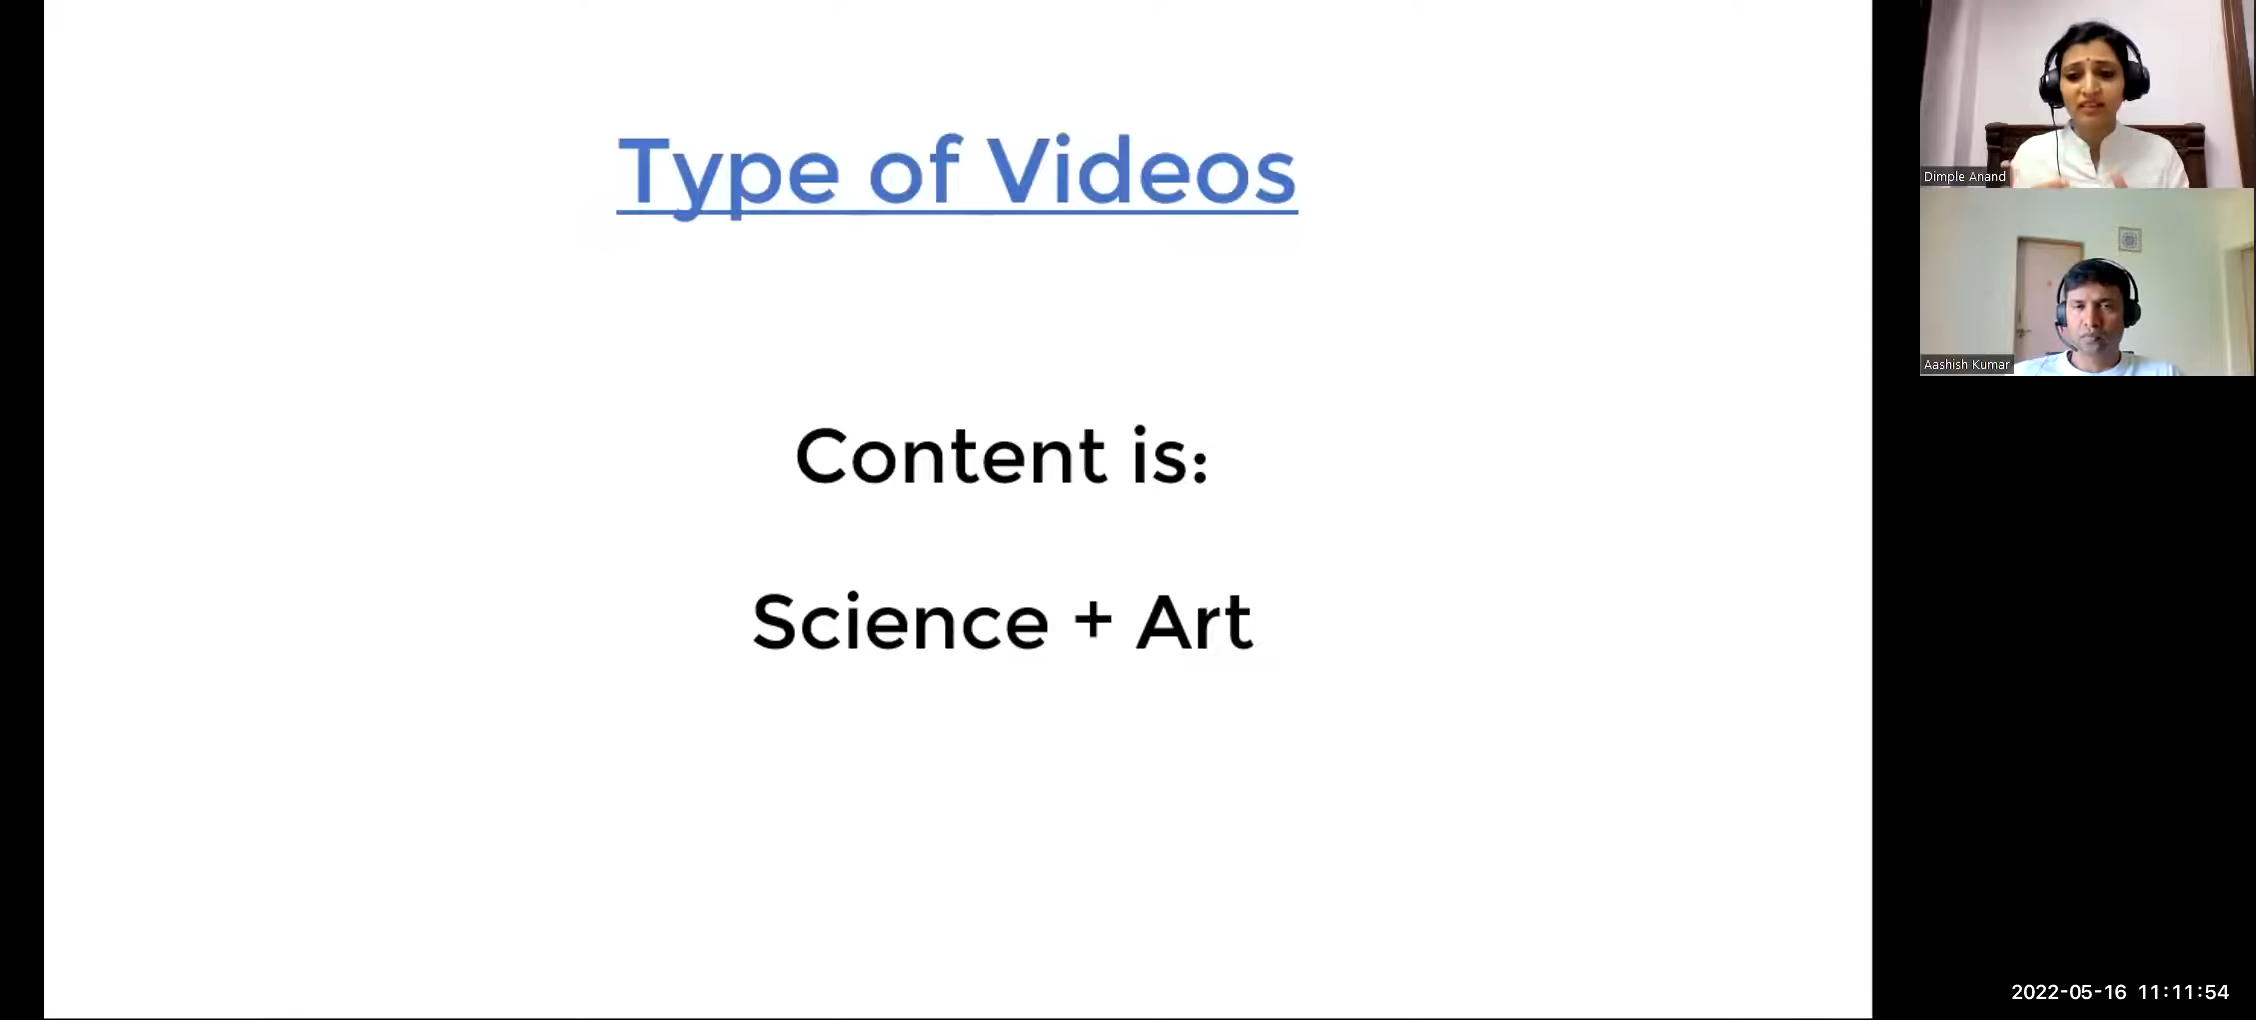 Type of Videos
Content is:
Science + Art
Dimple Anand
Aashish Kumar
2022-05-16 11:11:54